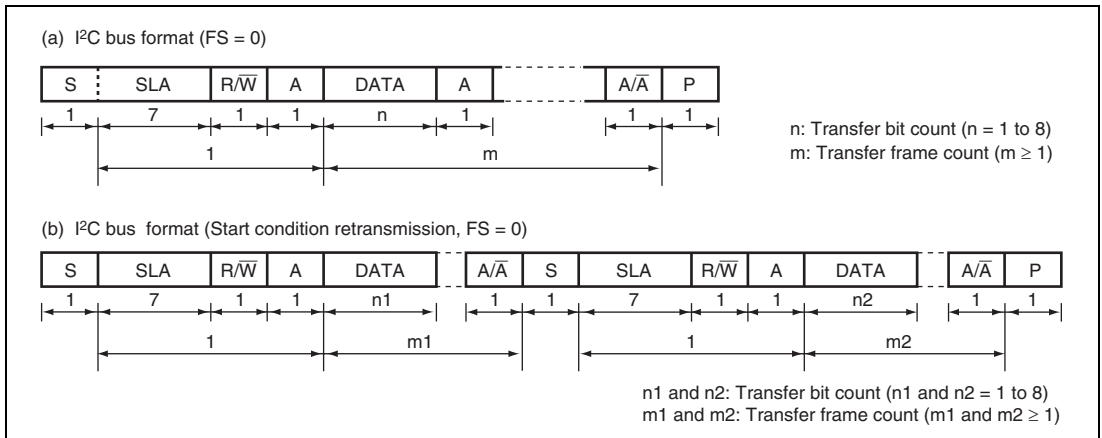 (a) I²C bus format (FS = 0)
S SLA R/W̅ A DATA A A/A̅ P
1 7 1 1 n 1 1 1
1 m
n: Transfer bit count (n = 1 to 8)
m: Transfer frame count (m ≥ 1)
(b) I²C bus format (Start condition retransmission, FS = 0)
S SLA R/W̅ A DATA A/A̅ S SLA R/W̅ A DATA A/A̅ P
1 7 1 1 n1 1 1 7 1 1 n2 1 1
1 m1 1 m2
n1 and n2: Transfer bit count (n1 and n2 = 1 to 8)
m1 and m2: Transfer frame count (m1 and m2 ≥ 1)